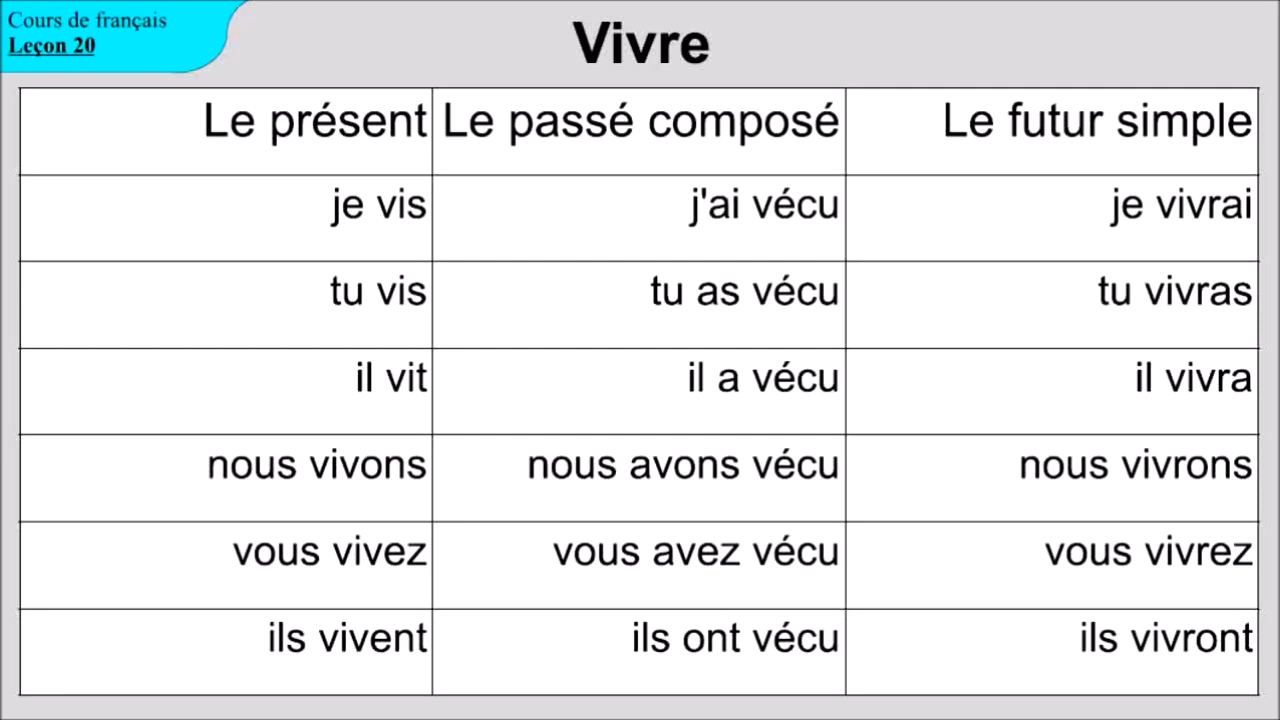 Cours de français
Leçon 20
Vivre
Le présent Le passé composé Le futur simple
je vis j'ai vécu je vivrai
tu vis tu as vécu tu vivras
il vit il a vécu il vivra
nous vivons nous avons vécu nous vivrons
vous vivez vous avez vécu vous vivrez
ils vivent ils ont vécu ils vivront